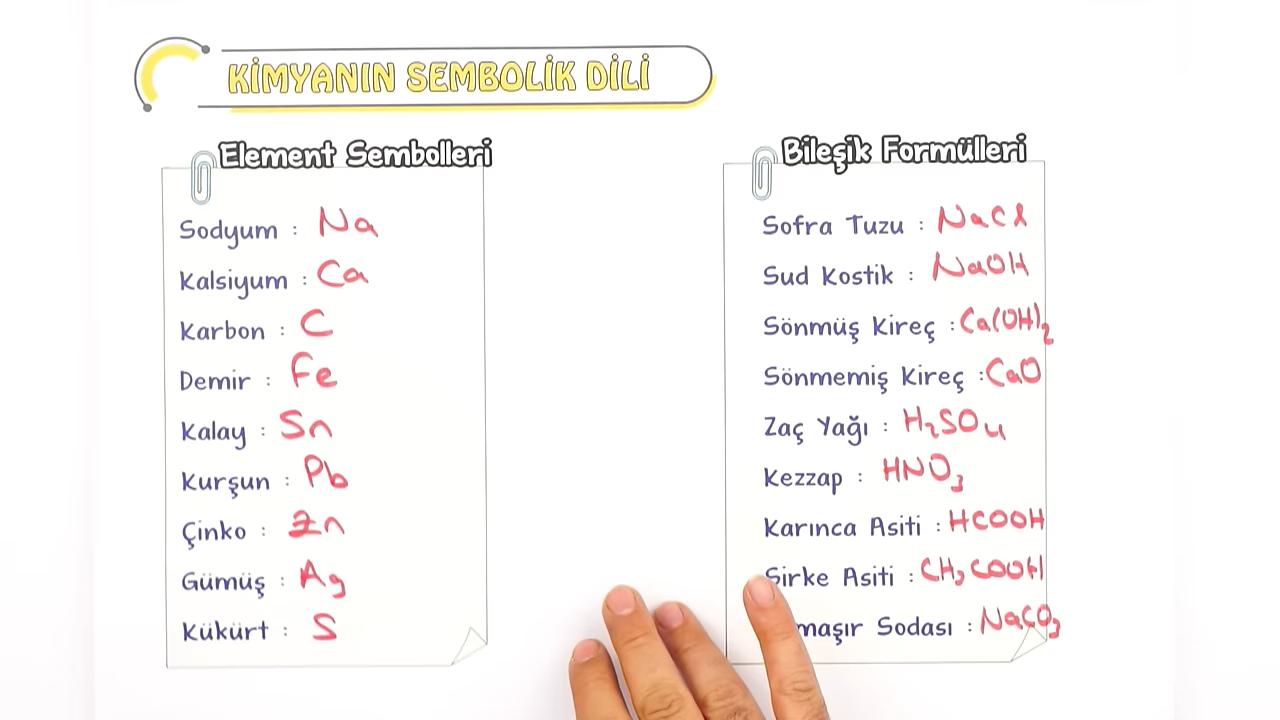 KİMYANIN SEMBOLİK DİLİ
Element Sembolleri
Sodyum : Na
Kalsiyum : Ca
Karbon : C
Demir : Fe
Kalay : Sn
Kurşun : Pb
Çinko : Zn
Gümüş : Ag
Kükürt : S
Bileşik Formülleri
Sofra Tuzu : NaCl
Sud Kostik : NaOH
Sönmüş Kireç : Ca(OH)₂
Sönmemiş Kireç : CaO
Zaç Yağı : H₂SO₄
Kezzap : HNO₃
Karınca Asiti : HCOOH
Sirke Asiti : CH₃COOH
maşır Sodası : NaCO₃